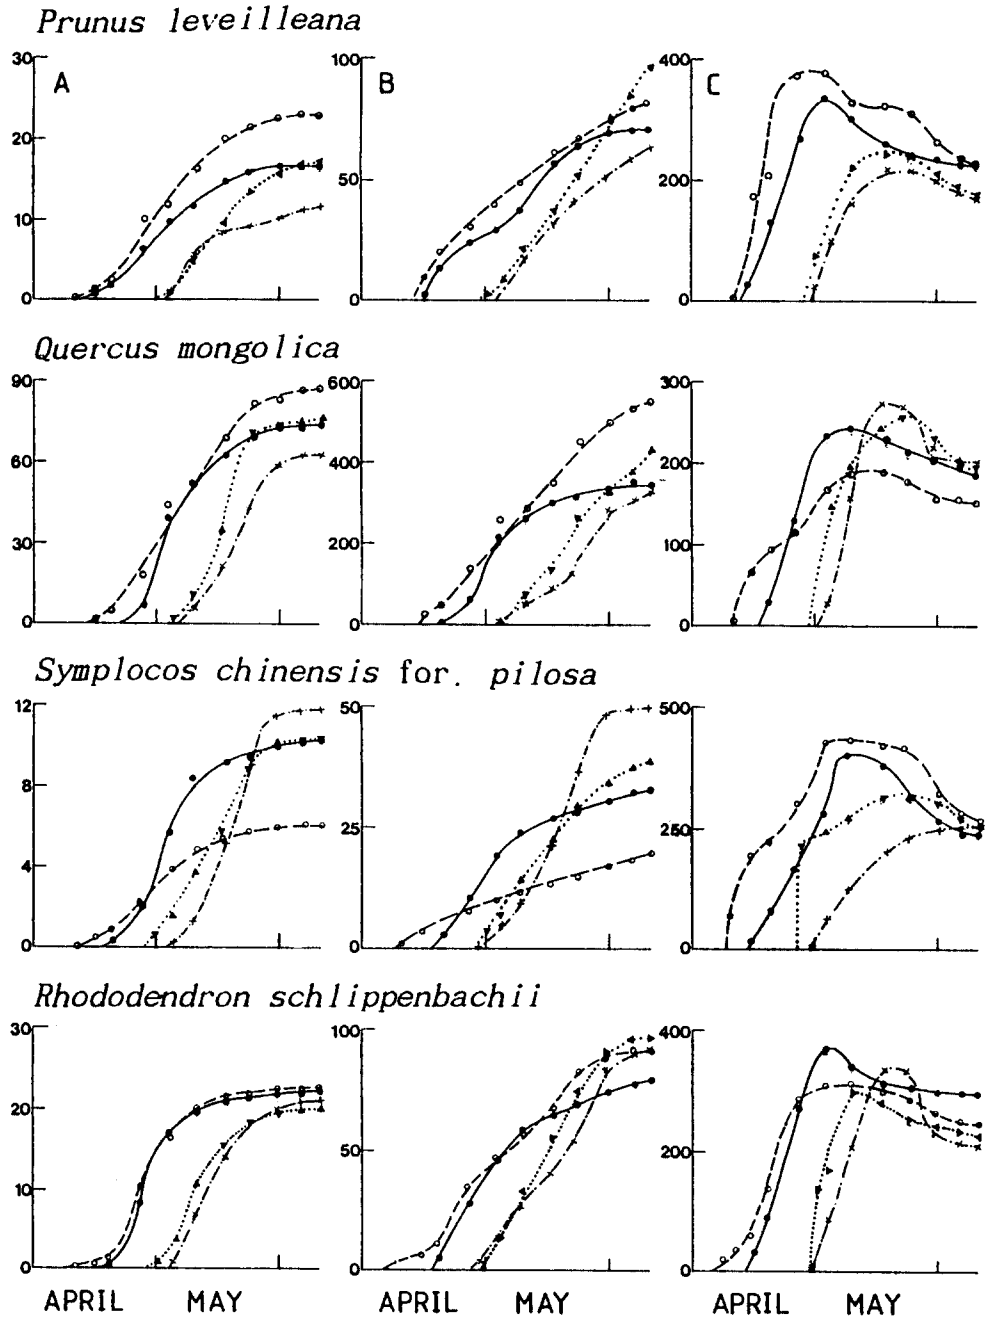 Prunus leveilleana
30 A 100 B 400 C
20
10 50 200
0 0 0
Quercus mongolica
90 600 300
60 400 200
30 200 100
0 0 0
Symplocos chinensis for. pilosa
12 50 500
8
25 250
4
0 0 0
Rhododendron schlippenbachii
30 100 400
20
50 200
10
0 0 0
APRIL MAY APRIL MAY APRIL MAY